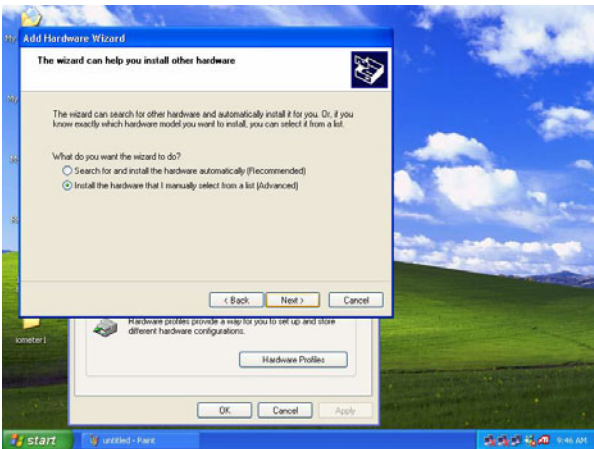 My
Add Hardware Wizard
The wizard can help you install other hardware
My
The wizard can search for other hardware and automatically install it for you. Or, if you
know exactly which hardware model you want to install, you can select it from a list.
What do you want the wizard to do?
Search for and install the hardware automatically (Recommended)
Install the hardware that I manually select from a list (Advanced)
< Back
Next >
Cancel
Hardware profiles provide a way for you to set up and store
different hardware configurations.
iometer1
Hardware Profiles
OK
Cancel
Apply
start
untitled - Paint
9:46 AM